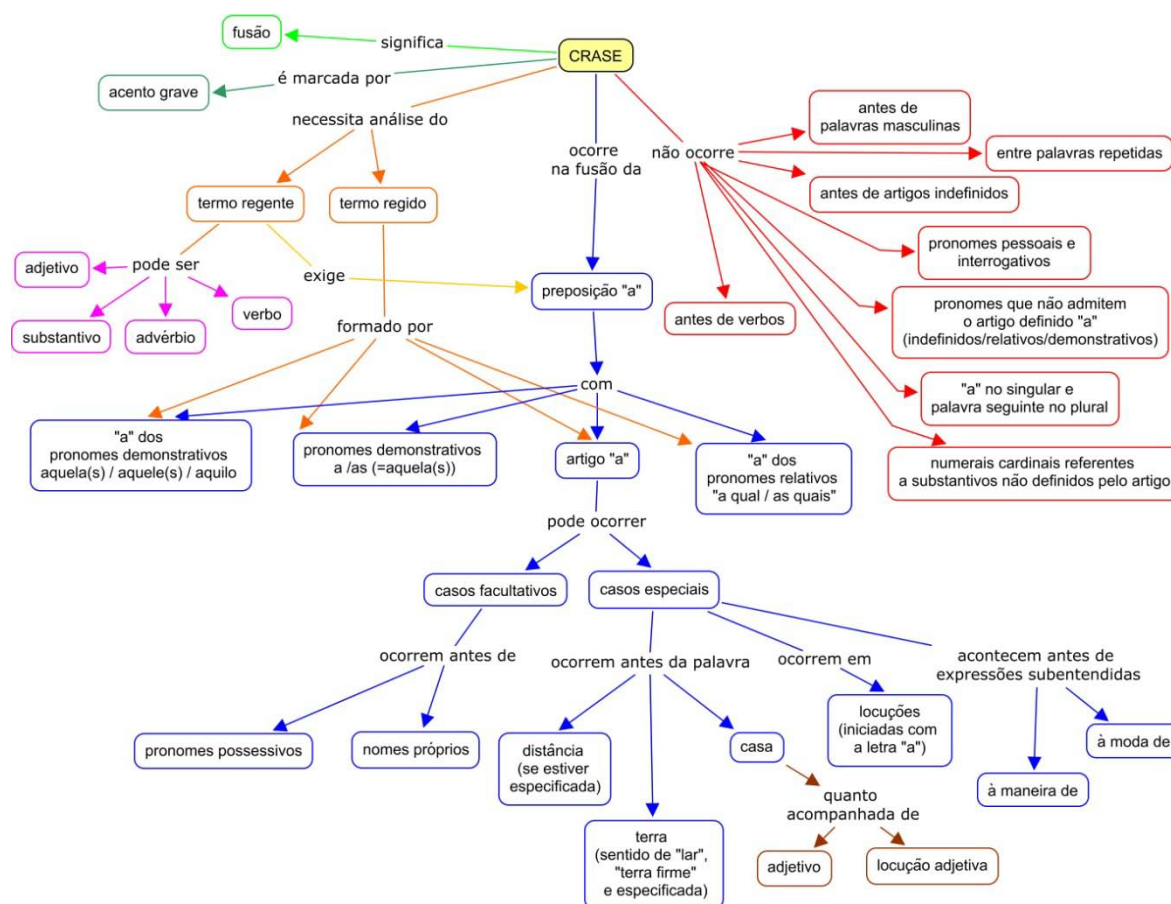 fusão
significa
CRASE
é marcada por
acento grave
necessita análise do
ocorre
na fusão da
não ocorre
antes de
palavras masculinas
entre palavras repetidas
antes de artigos indefinidos
termo regente
termo regido
pronomes pessoais e
interrogativos
adjetivo
pode ser
exige
preposição "a"
substantivo
advérbio
verbo
formado por
antes de verbos
pronomes que não admitem
o artigo definido "a"
(indefinidos/relativos/demonstrativos)
com
"a" no singular e
palavra seguinte no plural
"a" dos
pronomes demonstrativos
aquela(s) / aquele(s) / aquilo
pronomes demonstrativos
a /as (=aquela(s))
artigo "a"
"a" dos
pronomes relativos
"a qual / as quais"
numerais cardinais referentes
a substantivos não definidos pelo artigo
pode ocorrer
casos facultativos
casos especiais
ocorrem antes de
ocorrem antes da palavra
ocorrem em
acontecem antes de
expressões subentendidas
pronomes possessivos
nomes próprios
distância
(se estiver
especificada)
casa
locuções
(iniciadas com
a letra "a")
à moda de
à maneira de
quanto
acompanhada de
terra
(sentido de "lar",
"terra firme"
e especificada)
adjetivo
locução adjetiva